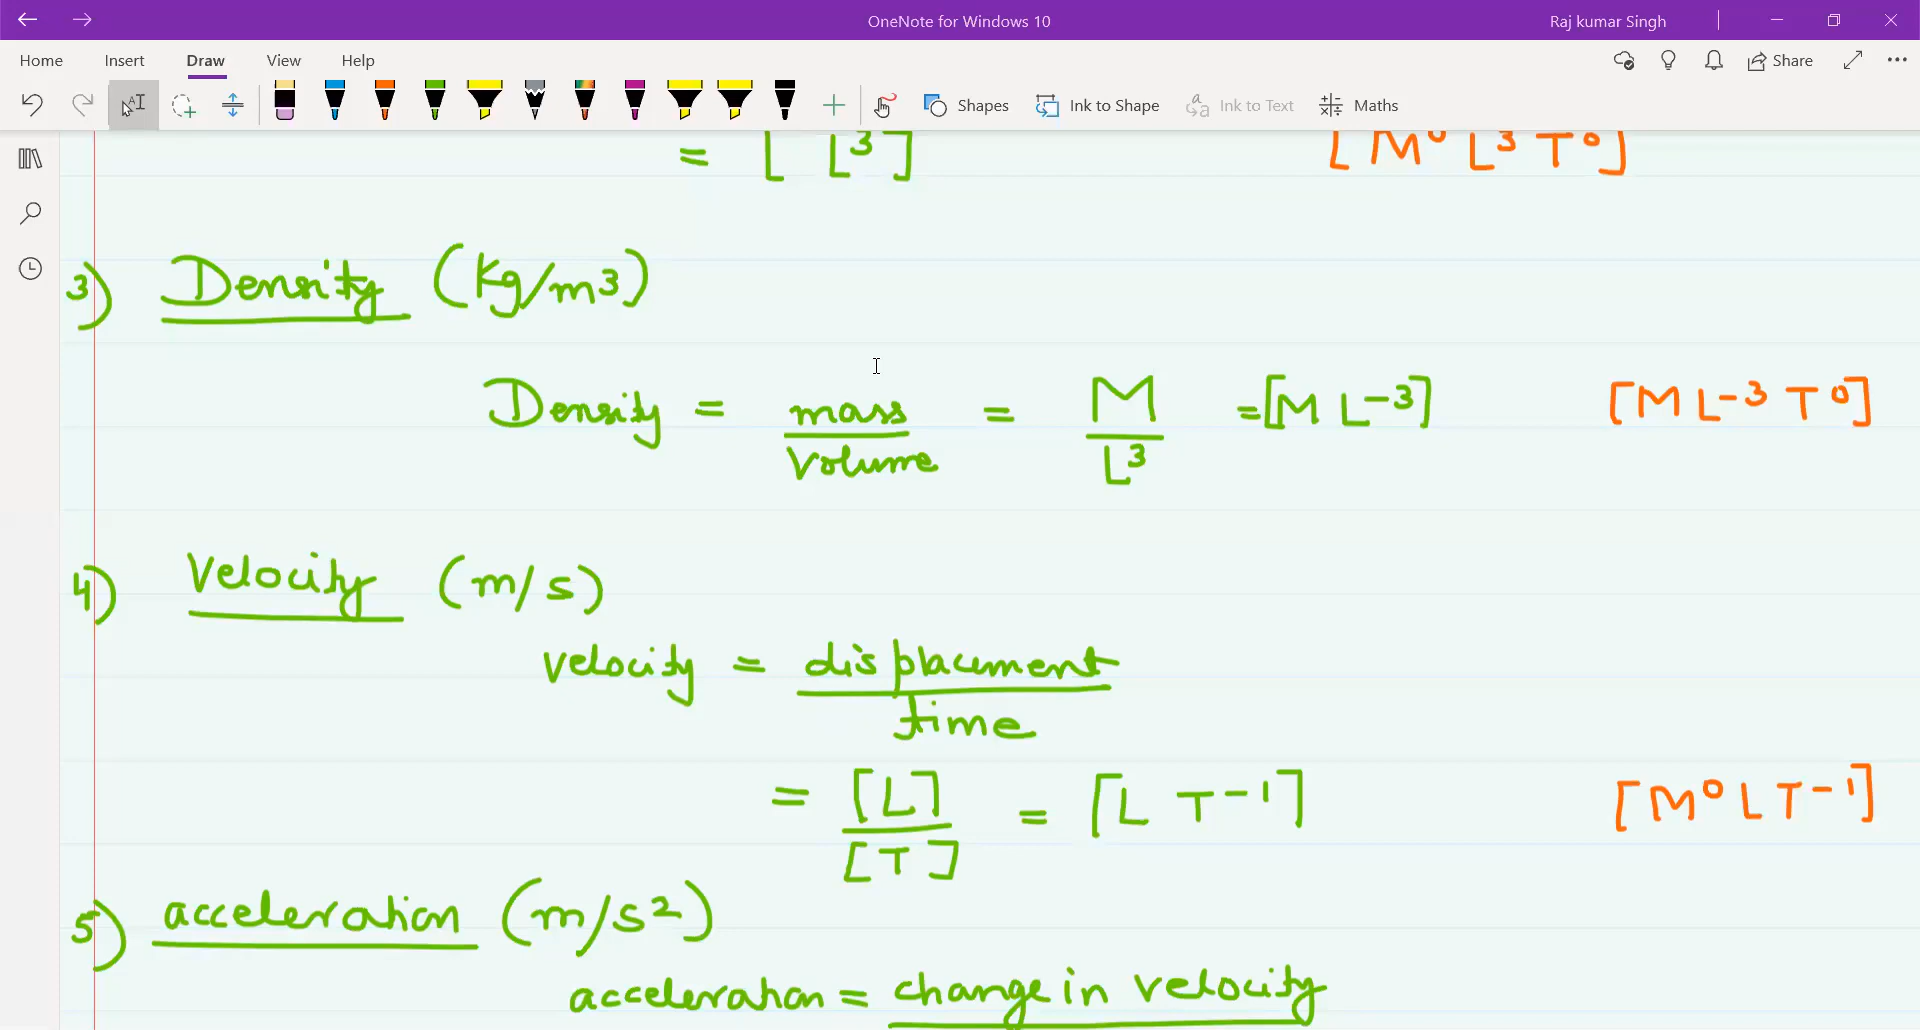 OneNote for Windows 10 Raj kumar Singh
Home Insert Draw View Help Share
Shapes Ink to Shape Ink to Text Maths
= [ L³] [M⁰ L³ T⁰]
3) Density (Kg/m³)
Density = mass/volume = M/L³ = [M L⁻³] [M L⁻³ T⁰]
4) Velocity (m/s)
velocity = displacement/time
= [L]/[T] = [L T⁻¹] [M⁰ L T⁻¹]
5) acceleration (m/s²)
acceleration = change in velocity